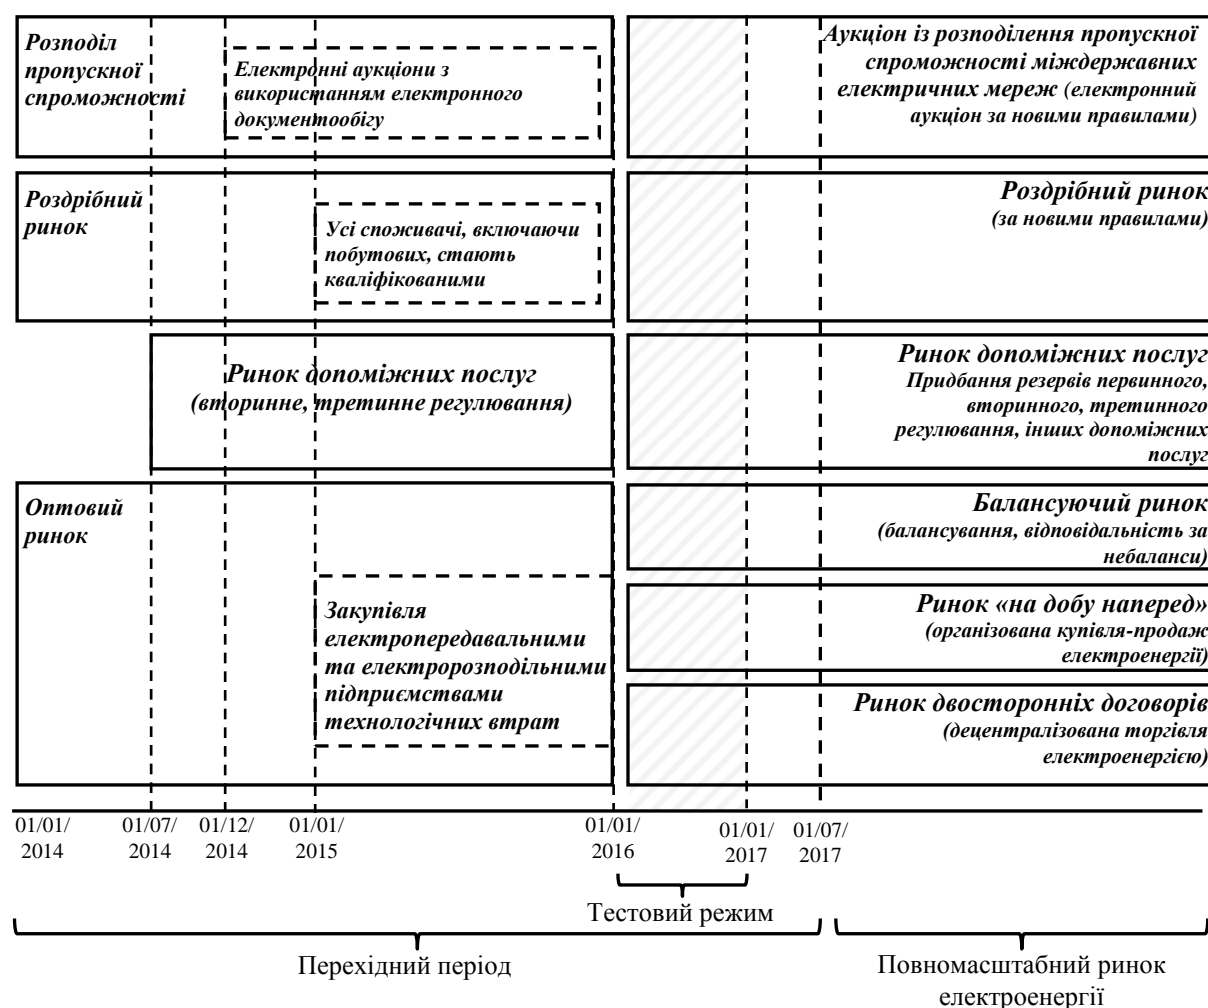 Розподіл
пропускної
спроможності
Електронні аукціони з
використанням електронного
документообігу
Аукціон із розподілення пропускної
спроможності міждержавних
електричних мереж (електронний
аукціон за новими правилами)
Роздрібний
ринок
Усі споживачі, включаючи
побутових, стають
кваліфікованими
Роздрібний ринок
(за новими правилами)
Ринок допоміжних послуг
(вторинне, третинне регулювання)
Ринок допоміжних послуг
Придбання резервів первинного,
вторинного, третинного
регулювання, інших допоміжних
послуг
Оптовий
ринок
Закупівля
електропередавальними
та електророзподільними
підприємствами
технологічних втрат
Балансуючий ринок
(балансування, відповідальність за
небаланси)
Ринок «на добу наперед»
(організована купівля-продаж
електроенергії)
Ринок двосторонніх договорів
(децентралізована торгівля
електроенергією)
01/01/
2014
01/07/
2014
01/12/
2014
01/01/
2015
01/01/
2016
01/01/
2017
01/07/
2017
Тестовий режим
Перехідний період
Повномасштабний ринок
електроенергії